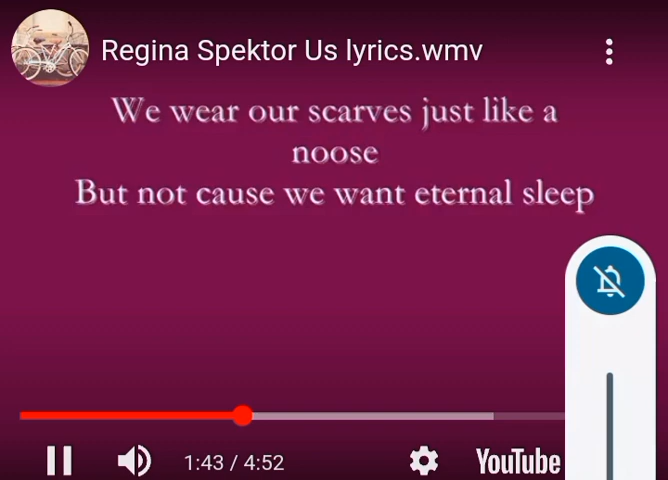 Regina Spektor Us lyrics.wmv
We wear our scarves just like a
noose
But not cause we want eternal sleep
1:43 / 4:52
YouTube